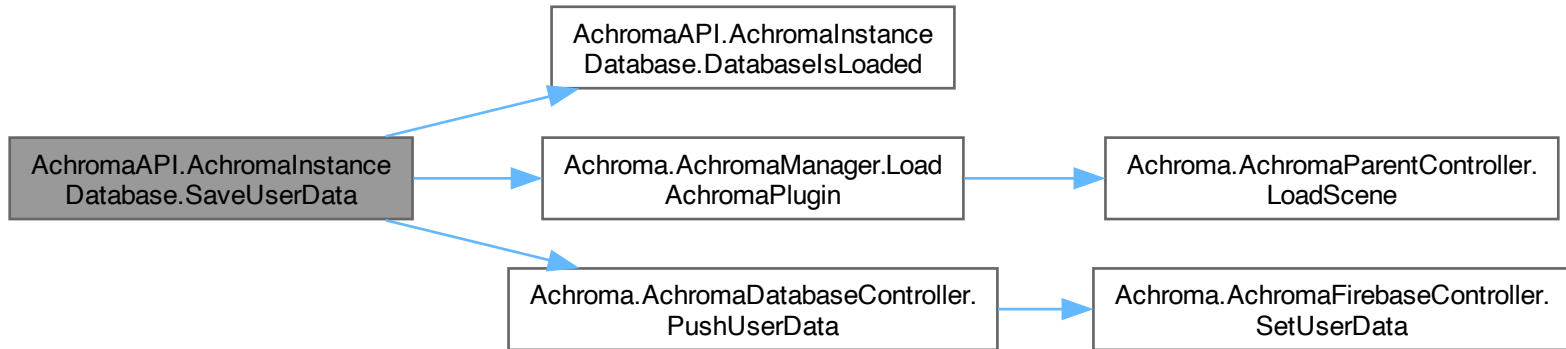 AchromaAPI.AchromaInstance
Database.DatabaseIsLoaded
AchromaAPI.AchromaInstance
Database.SaveUserData
Achroma.AchromaManager.Load
AchromaPlugin
Achroma.AchromaParentController.
LoadScene
Achroma.AchromaDatabaseController.
PushUserData
Achroma.AchromaFirebaseController.
SetUserData